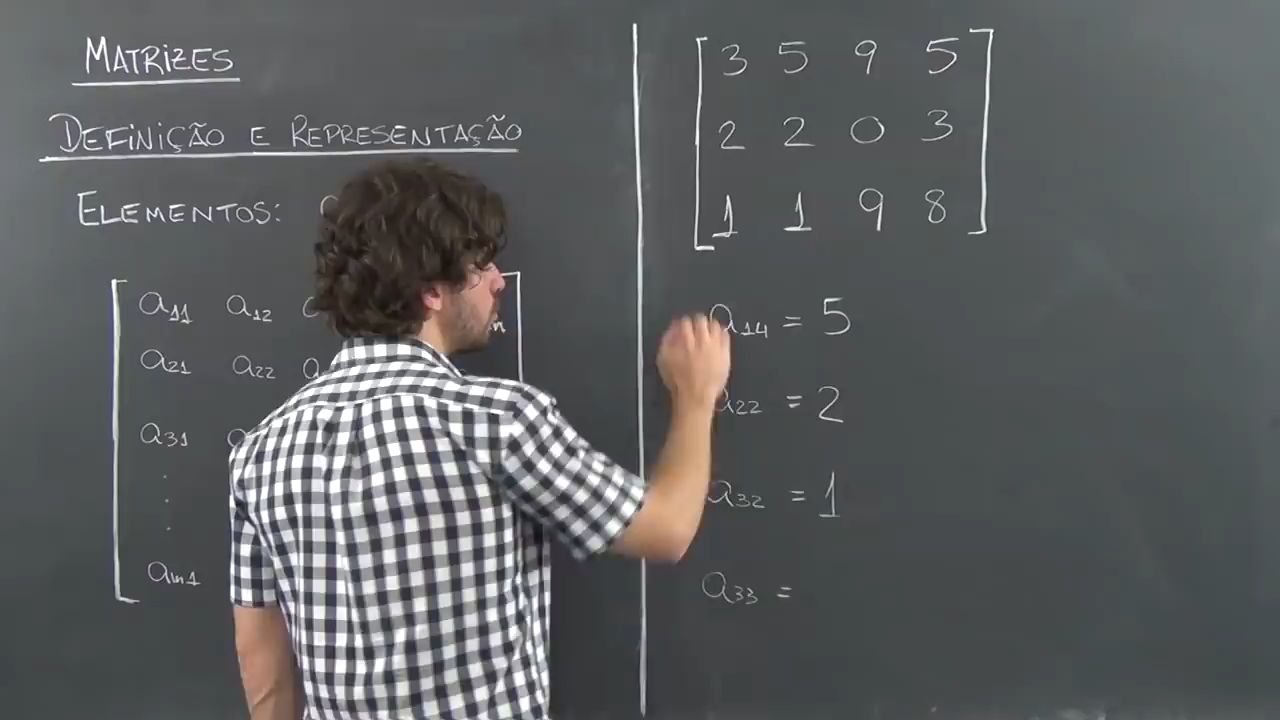 MATRIZES
DEFINIÇÃO E REPRESENTAÇÃO
ELEMENTOS:
a11 a12
a21 a22
a31
.
.
.
am1
3 5 9 5
2 2 0 3
1 1 9 8
a14 = 5
a22 = 2
a32 = 1
a33 =